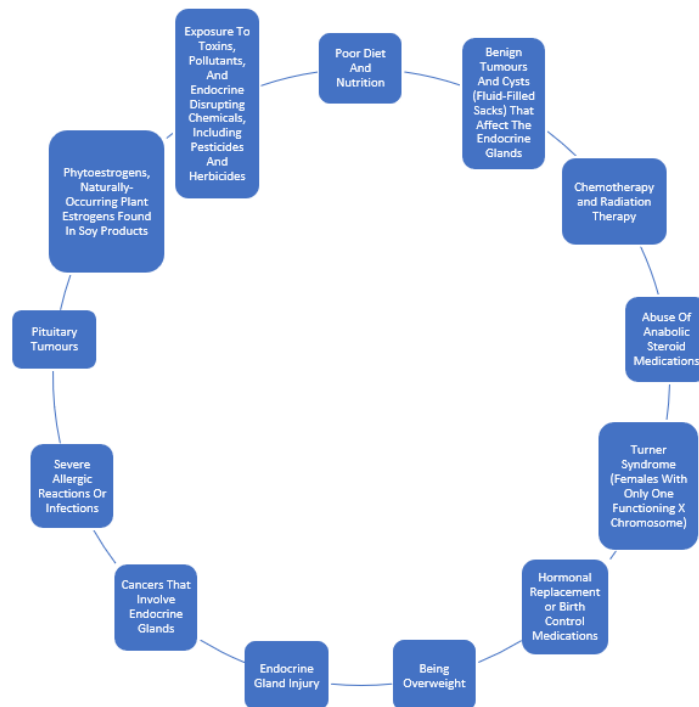 Poor Diet
And
Nutrition
Benign
Tumours
And Cysts
(Fluid-Filled
Sacks) That
Affect The
Endocrine
Glands
Chemotherapy
and Radiation
Therapy
Abuse Of
Anabolic
Steroid
Medications
Turner
Syndrome
(Females With
Only One
Functioning X
Chromosome)
Hormonal
Replacement
or Birth
Control
Medications
Being
Overweight
Endocrine
Gland Injury
Cancers That
Involve
Endocrine
Glands
Severe
Allergic
Reactions Or
Infections
Pituitary
Tumours
Phytoestrogens,
Naturally-
Occurring Plant
Estrogens Found
In Soy Products
Exposure To
Toxins,
Pollutants,
And
Endocrine
Disrupting
Chemicals,
Including
Pesticides
And
Herbicides